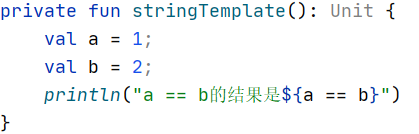 private fun stringTemplate(): Unit {
    val a = 1;
    val b = 2;
    println("a == b的结果是${a == b}")
}